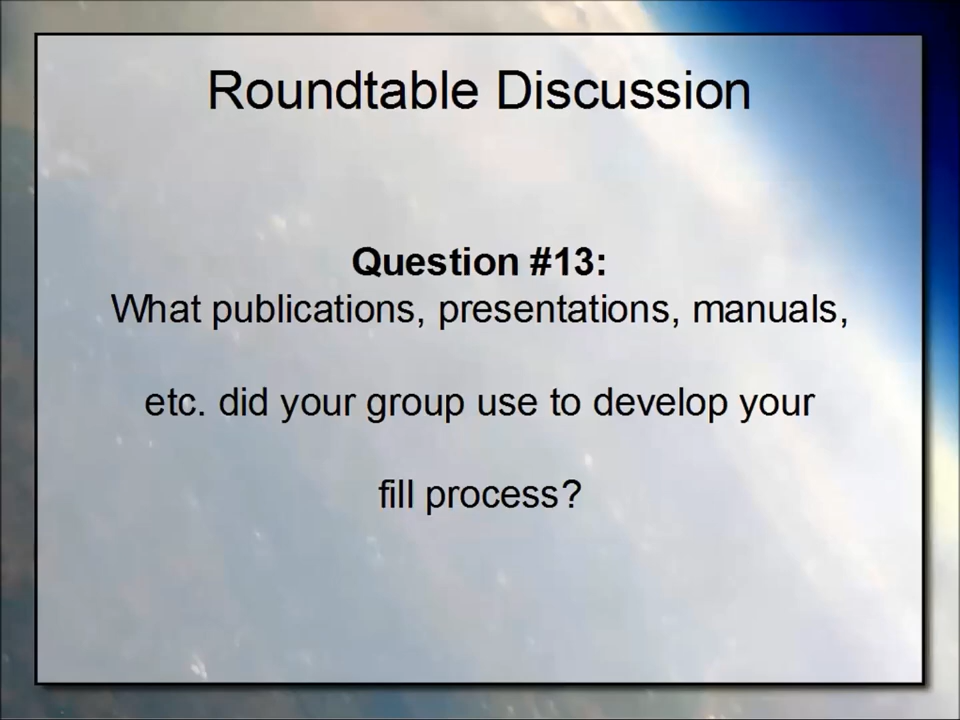 Roundtable Discussion
Question #13:
What publications, presentations, manuals,
etc. did your group use to develop your
fill process?